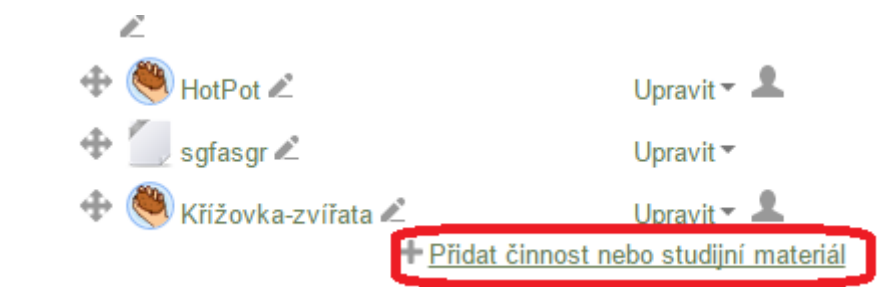 HotPot Upravit
sgfasgr Upravit
Křížovka-zvířata Upravit
Přidat činnost nebo studijní materiál